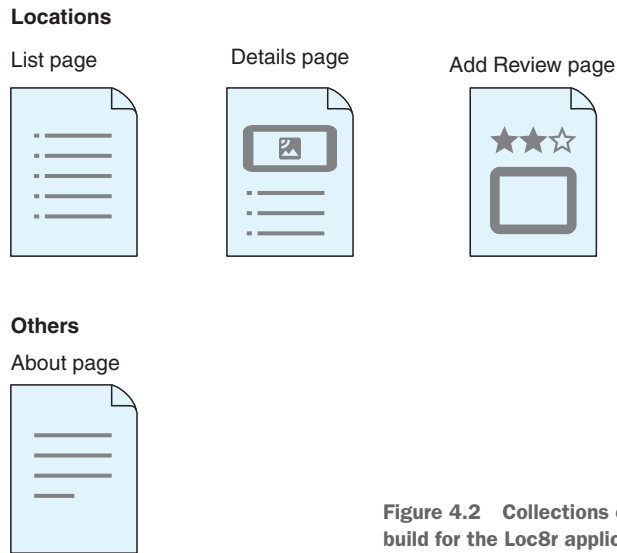 Locations
List page
Details page
Add Review page
Others
About page
Figure 4.2 Collections
build for the Loc8r